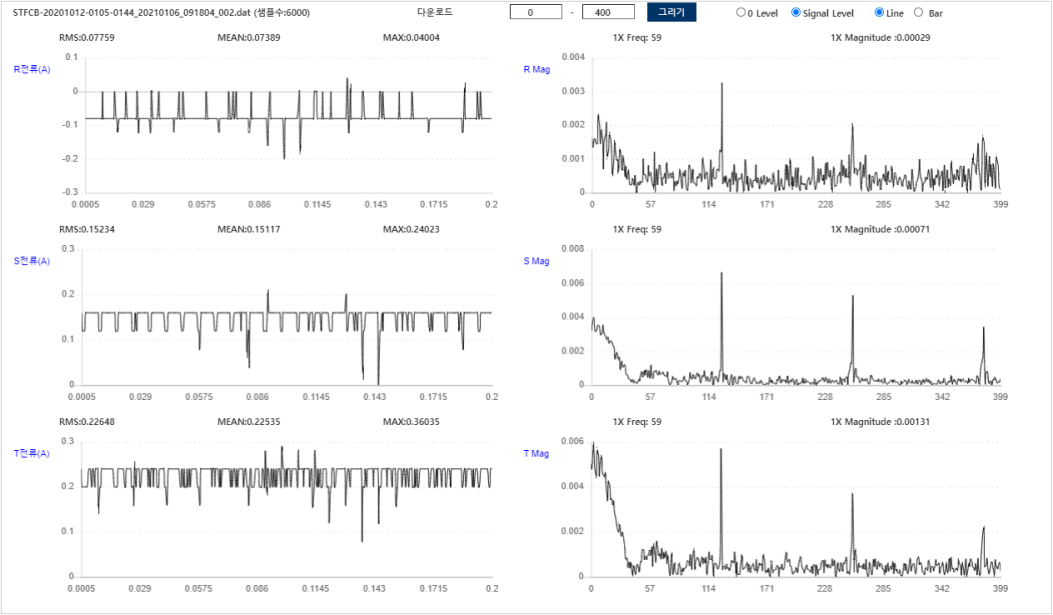 STFCB-20201012-0105-0144_20210106_091804_002.dat (샘플수:6000) 다운로드 0 - 400 그리기 0 Level Signal Level Line Bar
RMS:0.07759 MEAN:0.07389 MAX:0.04004
R전류(A)
0.1
0
-0.1
-0.2
-0.3
0.0005 0.029 0.0575 0.086 0.1145 0.143 0.1715 0.2
1X Freq: 59 1X Magnitude :0.00029
R Mag
0.004
0.003
0.002
0.001
0
0 57 114 171 228 285 342 399
RMS:0.15234 MEAN:0.15117 MAX:0.24023
S전류(A)
0.3
0.2
0.1
0
0.0005 0.029 0.0575 0.086 0.1145 0.143 0.1715 0.2
1X Freq: 59 1X Magnitude :0.00071
S Mag
0.008
0.006
0.004
0.002
0
0 57 114 171 228 285 342 399
RMS:0.22648 MEAN:0.22535 MAX:0.36035
T전류(A)
0.3
0.2
0.1
0
0.0005 0.029 0.0575 0.086 0.1145 0.143 0.1715 0.2
1X Freq: 59 1X Magnitude :0.00131
T Mag
0.006
0.004
0.002
0
0 57 114 171 228 285 342 399